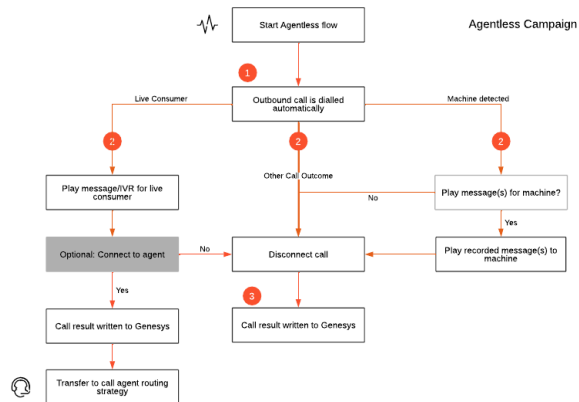 Start Agentless flow
Agentless Campaign
1
Outbound call is dialled
automatically
Live Consumer
Machine detected
2
2
2
Play message/IVR for live
consumer
Other Call Outcome
Play message(s) for machine?
No
Yes
Optional: Connect to agent
No
Disconnect call
Play recorded message(s) to
machine
Yes
3
Call result written to Genesys
Call result written to Genesys
Transfer to call agent routing
strategy